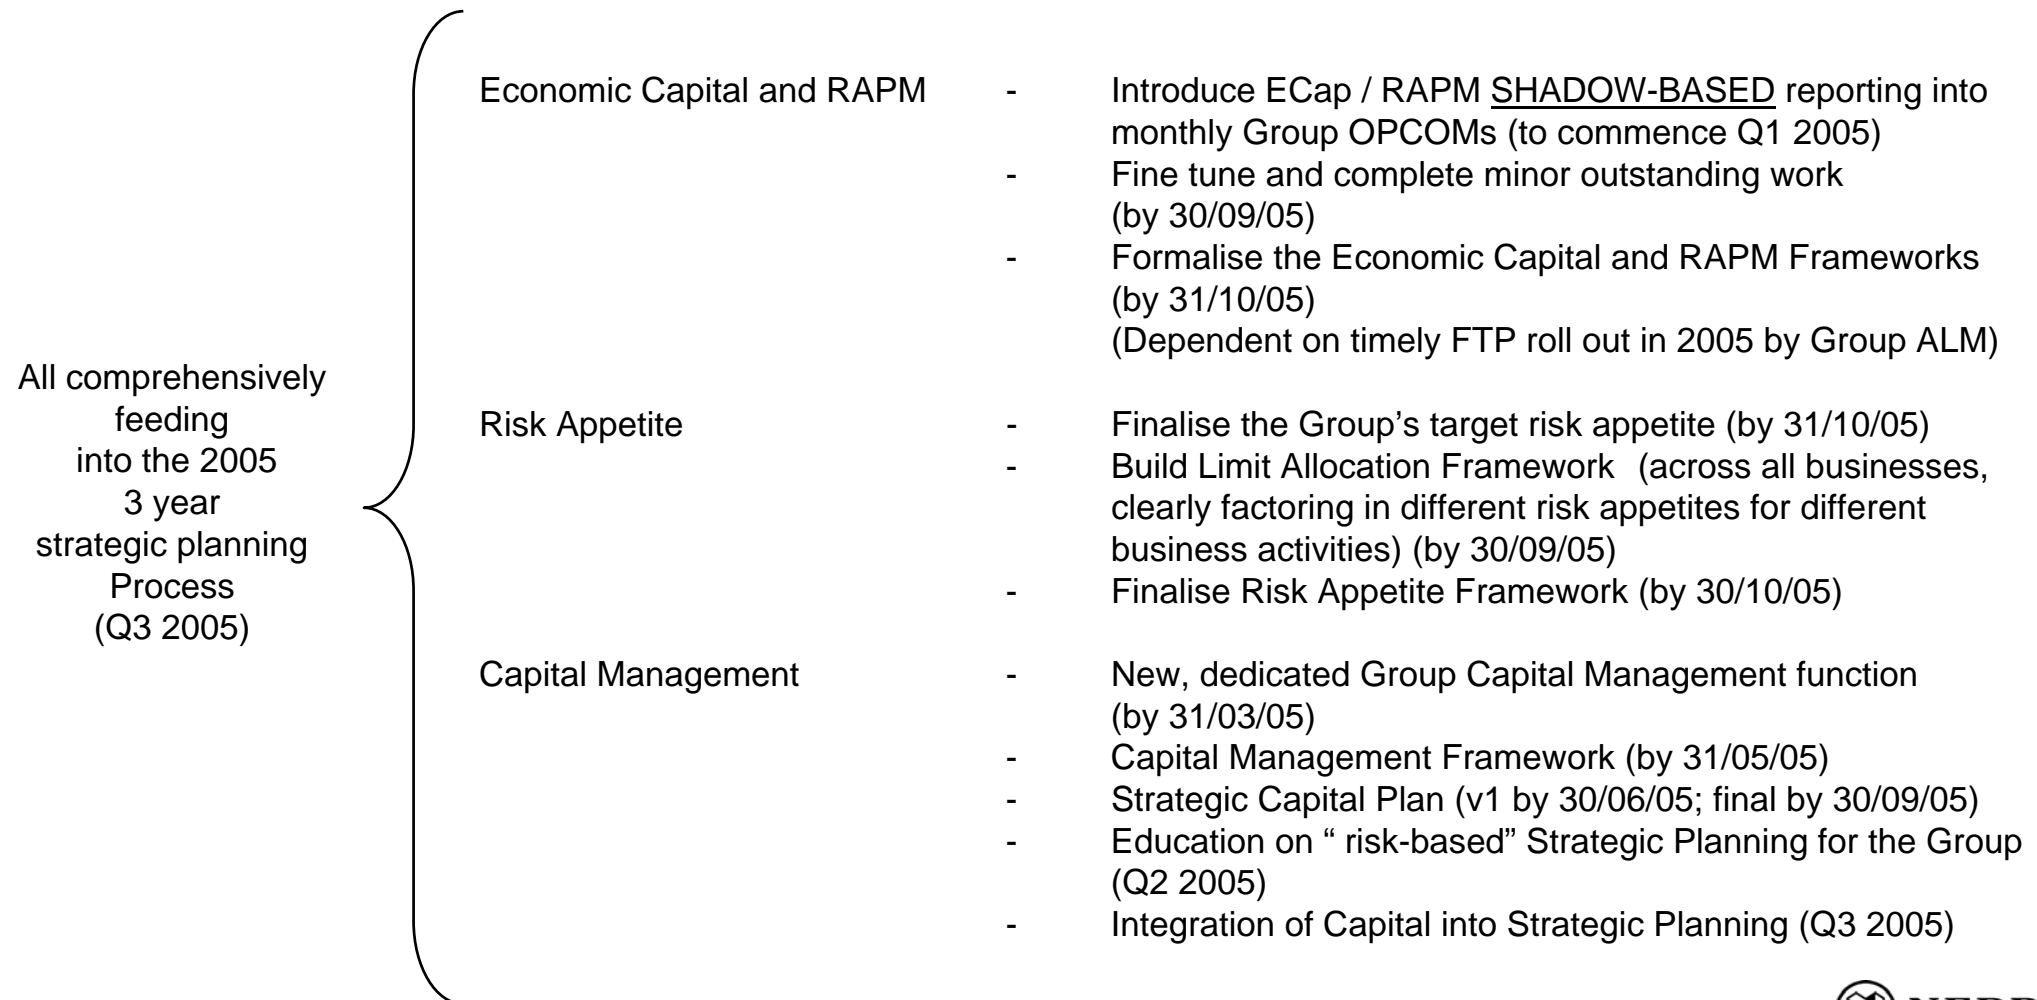 All comprehensively
feeding
into the 2005
3 year
strategic planning
Process
(Q3 2005)
Economic Capital and RAPM - Introduce ECap / RAPM SHADOW-BASED reporting into
monthly Group OPCOMs (to commence Q1 2005)
- Fine tune and complete minor outstanding work
(by 30/09/05)
- Formalise the Economic Capital and RAPM Frameworks
(by 31/10/05)
(Dependent on timely FTP roll out in 2005 by Group ALM)
Risk Appetite - Finalise the Group's target risk appetite (by 31/10/05)
- Build Limit Allocation Framework (across all businesses,
clearly factoring in different risk appetites for different
business activities) (by 30/09/05)
- Finalise Risk Appetite Framework (by 30/10/05)
Capital Management - New, dedicated Group Capital Management function
(by 31/03/05)
- Capital Management Framework (by 31/05/05)
- Strategic Capital Plan (v1 by 30/06/05; final by 30/09/05)
- Education on “ risk-based” Strategic Planning for the Group
(Q2 2005)
- Integration of Capital into Strategic Planning (Q3 2005)